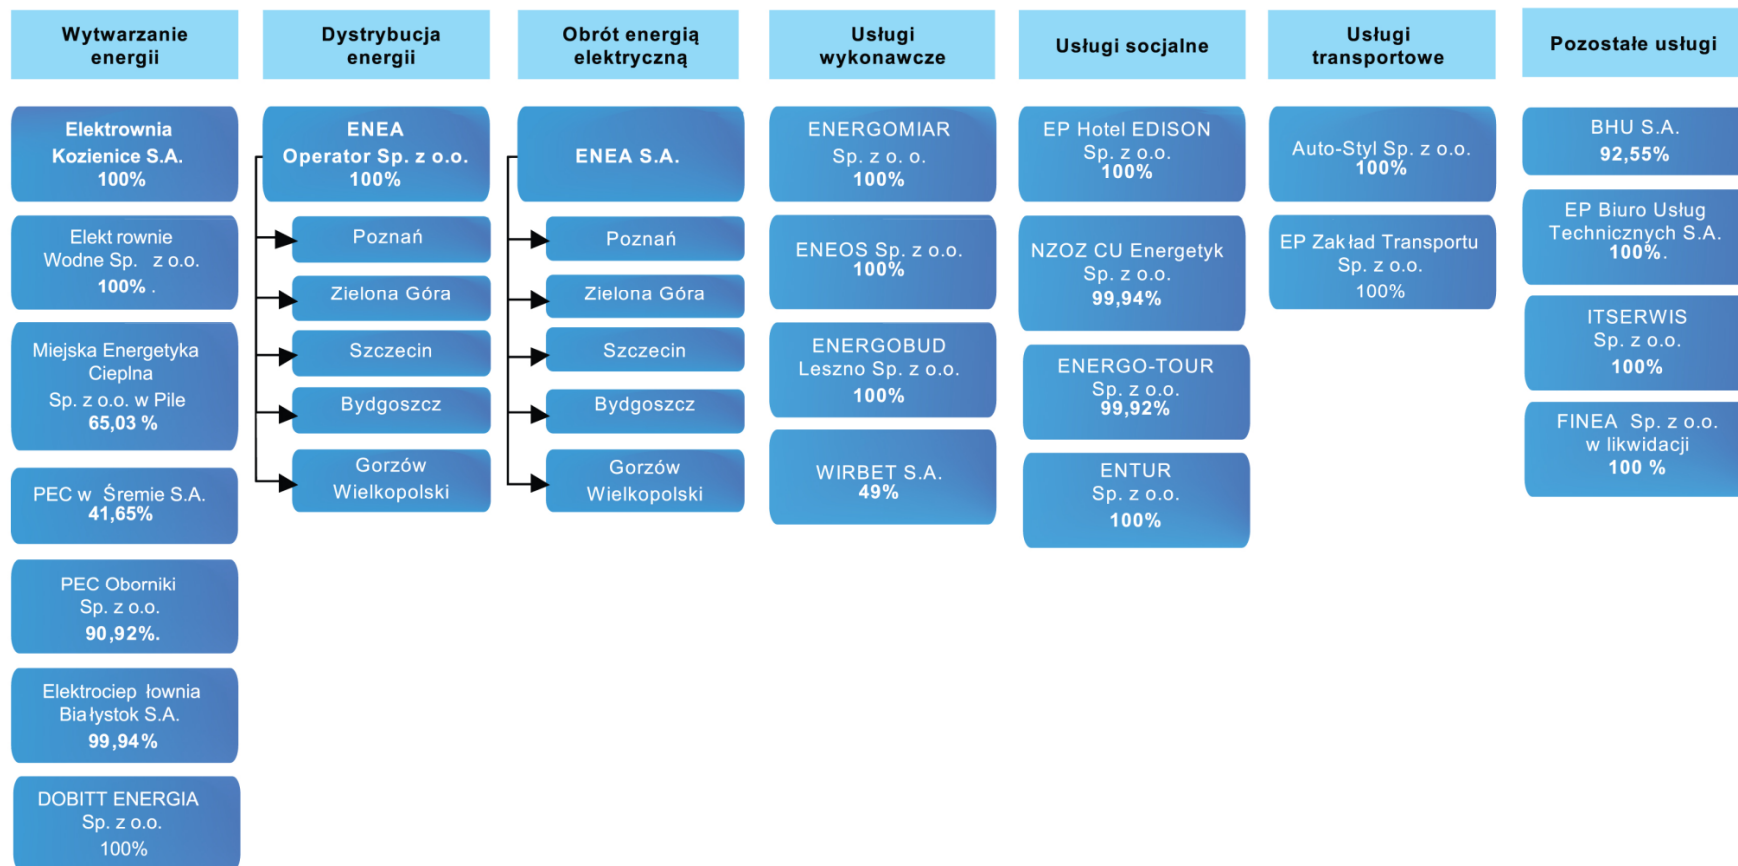 Wytwarzanie
energii
Elektrownia
Kozienice S.A.
100%
Elekt rownie
Wodne Sp. z o.o.
100% .
Miejska Energetyka
Cieplna
Sp. z o.o. w Pile
65,03 %
PEC w Śremie S.A.
41,65%
PEC Oborniki
Sp. z o.o.
90,92%.
Elektrociep łownia
Białystok S.A.
99,94%
DOBITT ENERGIA
Sp. z o.o.
100%
Dystrybucja
energii
ENEA
Operator Sp. z o.o.
100%
Poznań
Zielona Góra
Szczecin
Bydgoszcz
Gorzów
Wielkopolski
Obrót energią
elektryczną
ENEA S.A.
Poznań
Zielona Góra
Szczecin
Bydgoszcz
Gorzów
Wielkopolski
Usługi
wykonawcze
ENERGOMIAR
Sp. z o. o.
100%
ENEOS Sp. z o.o.
100%
ENERGOBUD
Leszno Sp. z o.o.
100%
WIRBET S.A.
49%
Usługi socjalne
EP Hotel EDISON
Sp. z o.o.
100%
NZOZ CU Energetyk
Sp. z o.o.
99,94%
ENERGO-TOUR
Sp. z o.o.
99,92%
ENTUR
Sp. z o.o.
100%
Usługi
transportowe
Auto-Styl Sp. z o.o.
100%
EP Zakład Transportu
Sp. z o.o.
100%
Pozostałe usługi
BHU S.A.
92,55%
EP Biuro Usług
Technicznych S.A.
100%.
ITSERWIS
Sp. z o.o.
100%
FINEA Sp. z o.o.
w likwidacji
100 %